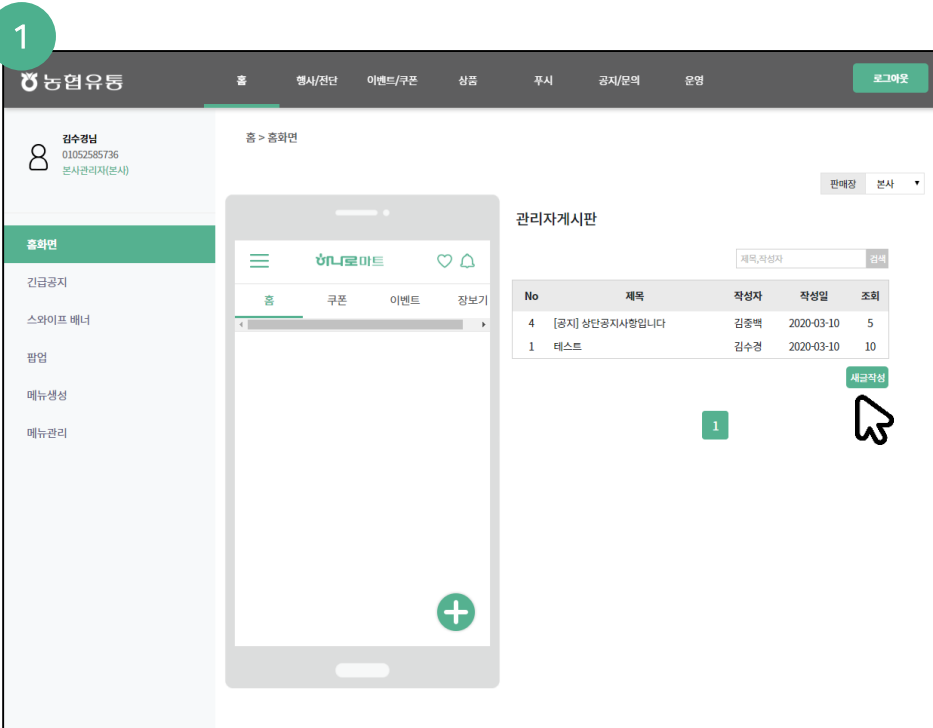 1
농협유통 홈 행사/전단 이벤트/쿠폰 상품 푸시 공지/문의 운영 로그아웃
김수경님
01052585736
본사관리자(본사)
홈 > 홈화면
판매장 본사
홈화면
긴급공지
스와이프 배너
팝업
메뉴생성
메뉴관리
하나로마트
홈 쿠폰 이벤트 장보기
관리자게시판
제목,작성자 검색
No 제목 작성자 작성일 조회
4 [공지] 상단공지사항입니다 김중백 2020-03-10 5
1 테스트 김수경 2020-03-10 10
새글작성
1